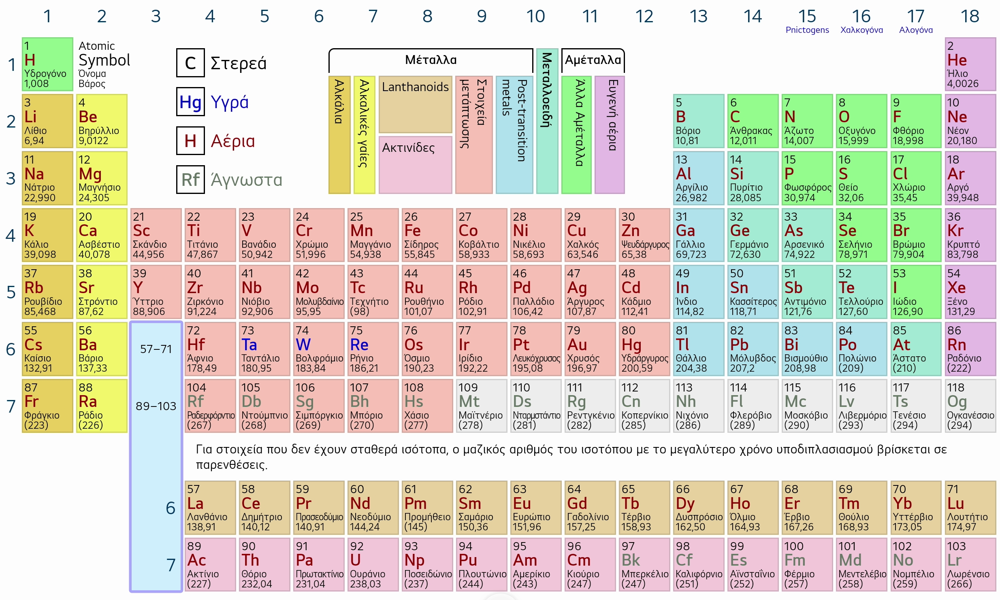 1 2 3 4 5 6 7 8 9 10 11 12 13 14 15 16 17 18
Pnictogens Χαλκογόνα Αλογόνα
1
1
H
Υδρογόνο
1,008
Atomic
Symbol
Όνομα
Βάρος
C Στερεά
Hg Υγρά
H Αέρια
Rf Άγνωστα
Μέταλλα
Αλκάλια
Αλκαλικές γαίες
Lanthanoids
Ακτινίδες
Στοιχεία
μετάπτωσης
Post-transition
metals
Μεταλλοειδή
Αμέταλλα
Άλλα Αμέταλλα
Ευγενή αέρια
2
He
Ήλιο
4,0026
2
3
Li
Λίθιο
6,94
4
Be
Βηρύλλιο
9,0122
5
B
Βόριο
10,81
6
C
Άνθρακας
12,011
7
N
Άζωτο
14,007
8
O
Οξυγόνο
15,999
9
F
Φθόριο
18,998
10
Ne
Νέον
20,180
3
11
Na
Νάτριο
22,990
12
Mg
Μαγνήσιο
24,305
13
Al
Αργίλιο
26,982
14
Si
Πυρίτιο
28,085
15
P
Φωσφόρος
30,974
16
S
Θείο
32,06
17
Cl
Χλώριο
35,45
18
Ar
Αργό
39,948
4
19
K
Κάλιο
39,098
20
Ca
Ασβέστιο
40,078
21
Sc
Σκάνδιο
44,956
22
Ti
Τιτάνιο
47,867
23
V
Βανάδιο
50,942
24
Cr
Χρώμιο
51,996
25
Mn
Μαγγάνιο
54,938
26
Fe
Σίδηρος
55,845
27
Co
Κοβάλτιο
58,933
28
Ni
Νικέλιο
58,693
29
Cu
Χαλκός
63,546
30
Zn
Ψευδάργυρος
65,38
31
Ga
Γάλλιο
69,723
32
Ge
Γερμάνιο
72,630
33
As
Αρσενικό
74,922
34
Se
Σελήνιο
78,971
35
Br
Βρώμιο
79,904
36
Kr
Κρυπτό
83,798
5
37
Rb
Ρουβίδιο
85,468
38
Sr
Στρόντιο
87,62
39
Y
Ύττριο
88,906
40
Zr
Ζιρκόνιο
91,224
41
Nb
Νιόβιο
92,906
42
Mo
Μολυβδαίνιο
95,95
43
Tc
Τεχνήτιο
(98)
44
Ru
Ρουθήνιο
101,07
45
Rh
Ρόδιο
102,91
46
Pd
Παλλάδιο
106,42
47
Ag
Άργυρος
107,87
48
Cd
Κάδμιο
112,41
49
In
Ίνδιο
114,82
50
Sn
Κασσίτερος
118,71
51
Sb
Αντιμόνιο
121,76
52
Te
Τελλούριο
127,60
53
I
Ιώδιο
126,90
54
Xe
Ξένο
131,29
6
55
Cs
Καίσιο
132,91
56
Ba
Βάριο
137,33
57–71
72
Hf
Άφνιο
178,49
73
Ta
Ταντάλιο
180,95
74
W
Βολφράμιο
183,84
75
Re
Ρήνιο
186,21
76
Os
Όσμιο
190,23
77
Ir
Ιρίδιο
192,22
78
Pt
Λευκόχρυσος
195,08
79
Au
Χρυσός
196,97
80
Hg
Υδράργυρος
200,59
81
Tl
Θάλλιο
204,38
82
Pb
Μόλυβδος
207,2
83
Bi
Βισμούθιο
208,98
84
Po
Πολώνιο
(209)
85
At
Άστατο
(210)
86
Rn
Ραδόνιο
(222)
7
87
Fr
Φράγκιο
(223)
88
Ra
Ράδιο
(226)
89–103
104
Rf
Ραδερφόρντιο
(267)
105
Db
Ντούμπνιο
(268)
106
Sg
Σιμπόργκιο
(269)
107
Bh
Μπόριο
(270)
108
Hs
Χάσιο
(277)
109
Mt
Μαϊτνέριο
(278)
110
Ds
Νταρμστάντιο
(281)
111
Rg
Ρεντγκένιο
(282)
112
Cn
Κοπερνίκιο
(285)
113
Nh
Νιχόνιο
(286)
114
Fl
Φλερόβιο
(289)
115
Mc
Μοσκόβιο
(290)
116
Lv
Λιβερμόριο
(293)
117
Ts
Τενέσιο
(294)
118
Og
Ογκανέσσιο
(294)
Για στοιχεία που δεν έχουν σταθερά ισότοπα, ο μαζικός αριθμός του ισοτόπου με το μεγαλύτερο χρόνο υποδιπλασιασμού βρίσκεται σε
παρενθέσεις.
6
57
La
Λανθάνιο
138,91
58
Ce
Δημήτριο
140,12
59
Pr
Πρασεοδύμιο
140,91
60
Nd
Νεοδύμιο
144,24
61
Pm
Προμήθειο
(145)
62
Sm
Σαμάριο
150,36
63
Eu
Ευρώπιο
151,96
64
Gd
Γαδολίνιο
157,25
65
Tb
Τέρβιο
158,93
66
Dy
Δυσπρόσιο
162,50
67
Ho
Όλμιο
164,93
68
Er
Έρβιο
167,26
69
Tm
Θούλιο
168,93
70
Yb
Υττέρβιο
173,05
71
Lu
Λουτήτιο
174,97
7
89
Ac
Ακτίνιο
(227)
90
Th
Θόριο
232,04
91
Pa
Πρωτακτίνιο
231,04
92
U
Ουράνιο
238,03
93
Np
Ποσειδώνιο
(237)
94
Pu
Πλουτώνιο
(244)
95
Am
Αμερίκιο
(243)
96
Cm
Κιούριο
(247)
97
Bk
Μπερκέλιο
(247)
98
Cf
Καλιφόρνιο
(251)
99
Es
Αϊνσταΐνιο
(252)
100
Fm
Φέρμιο
(257)
101
Md
Μεντελέβιο
(258)
102
No
Νομπέλιο
(259)
103
Lr
Λωρένσιο
(266)